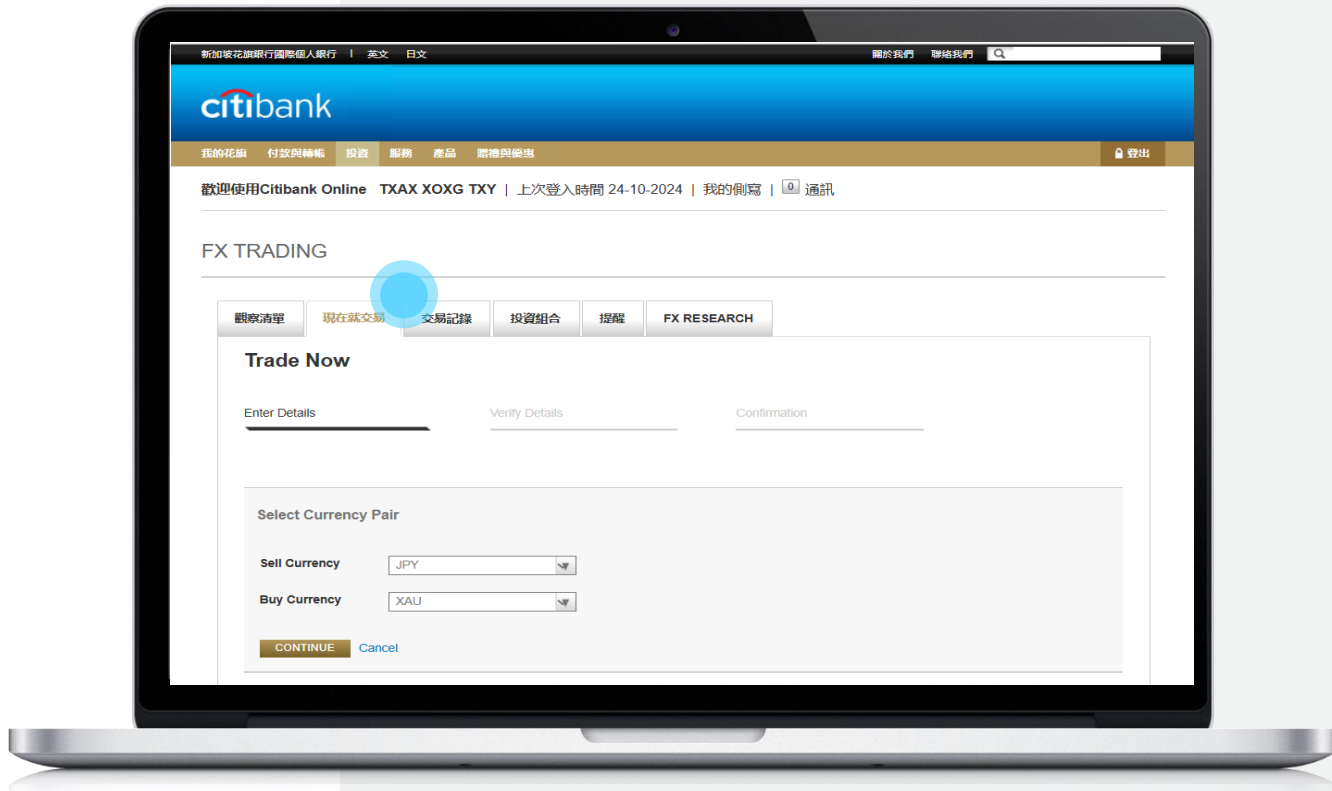 新加坡花旗銀行國際個人銀行 | 英文 日文 關於我們 聯絡我們
citibank
我的花旗 付款與轉帳 投資 服務 產品 贈禮與優惠 登出
歡迎使用Citibank Online TXAX XOXG TXY | 上次登入時間 24-10-2024 | 我的側寫 | 0 通訊
FX TRADING
觀察清單 現在就交易 交易記錄 投資組合 提醒 FX RESEARCH
Trade Now
Enter Details Verify Details Confirmation
Select Currency Pair
Sell Currency JPY
Buy Currency XAU
CONTINUE Cancel